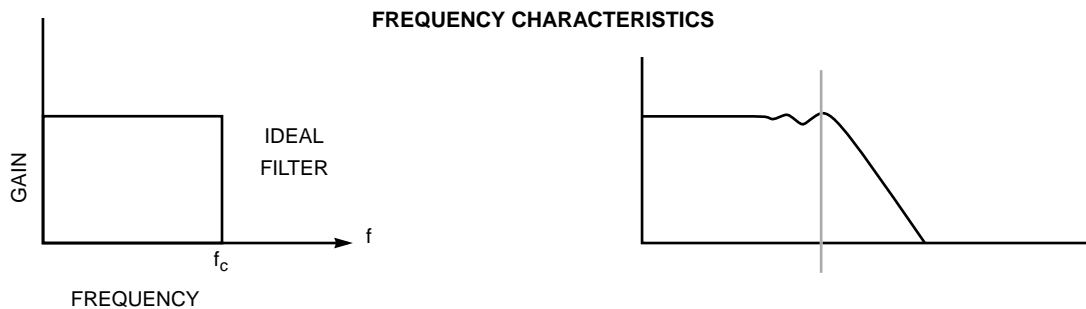 FREQUENCY CHARACTERISTICS
GAIN
IDEAL
FILTER
f
fc
FREQUENCY